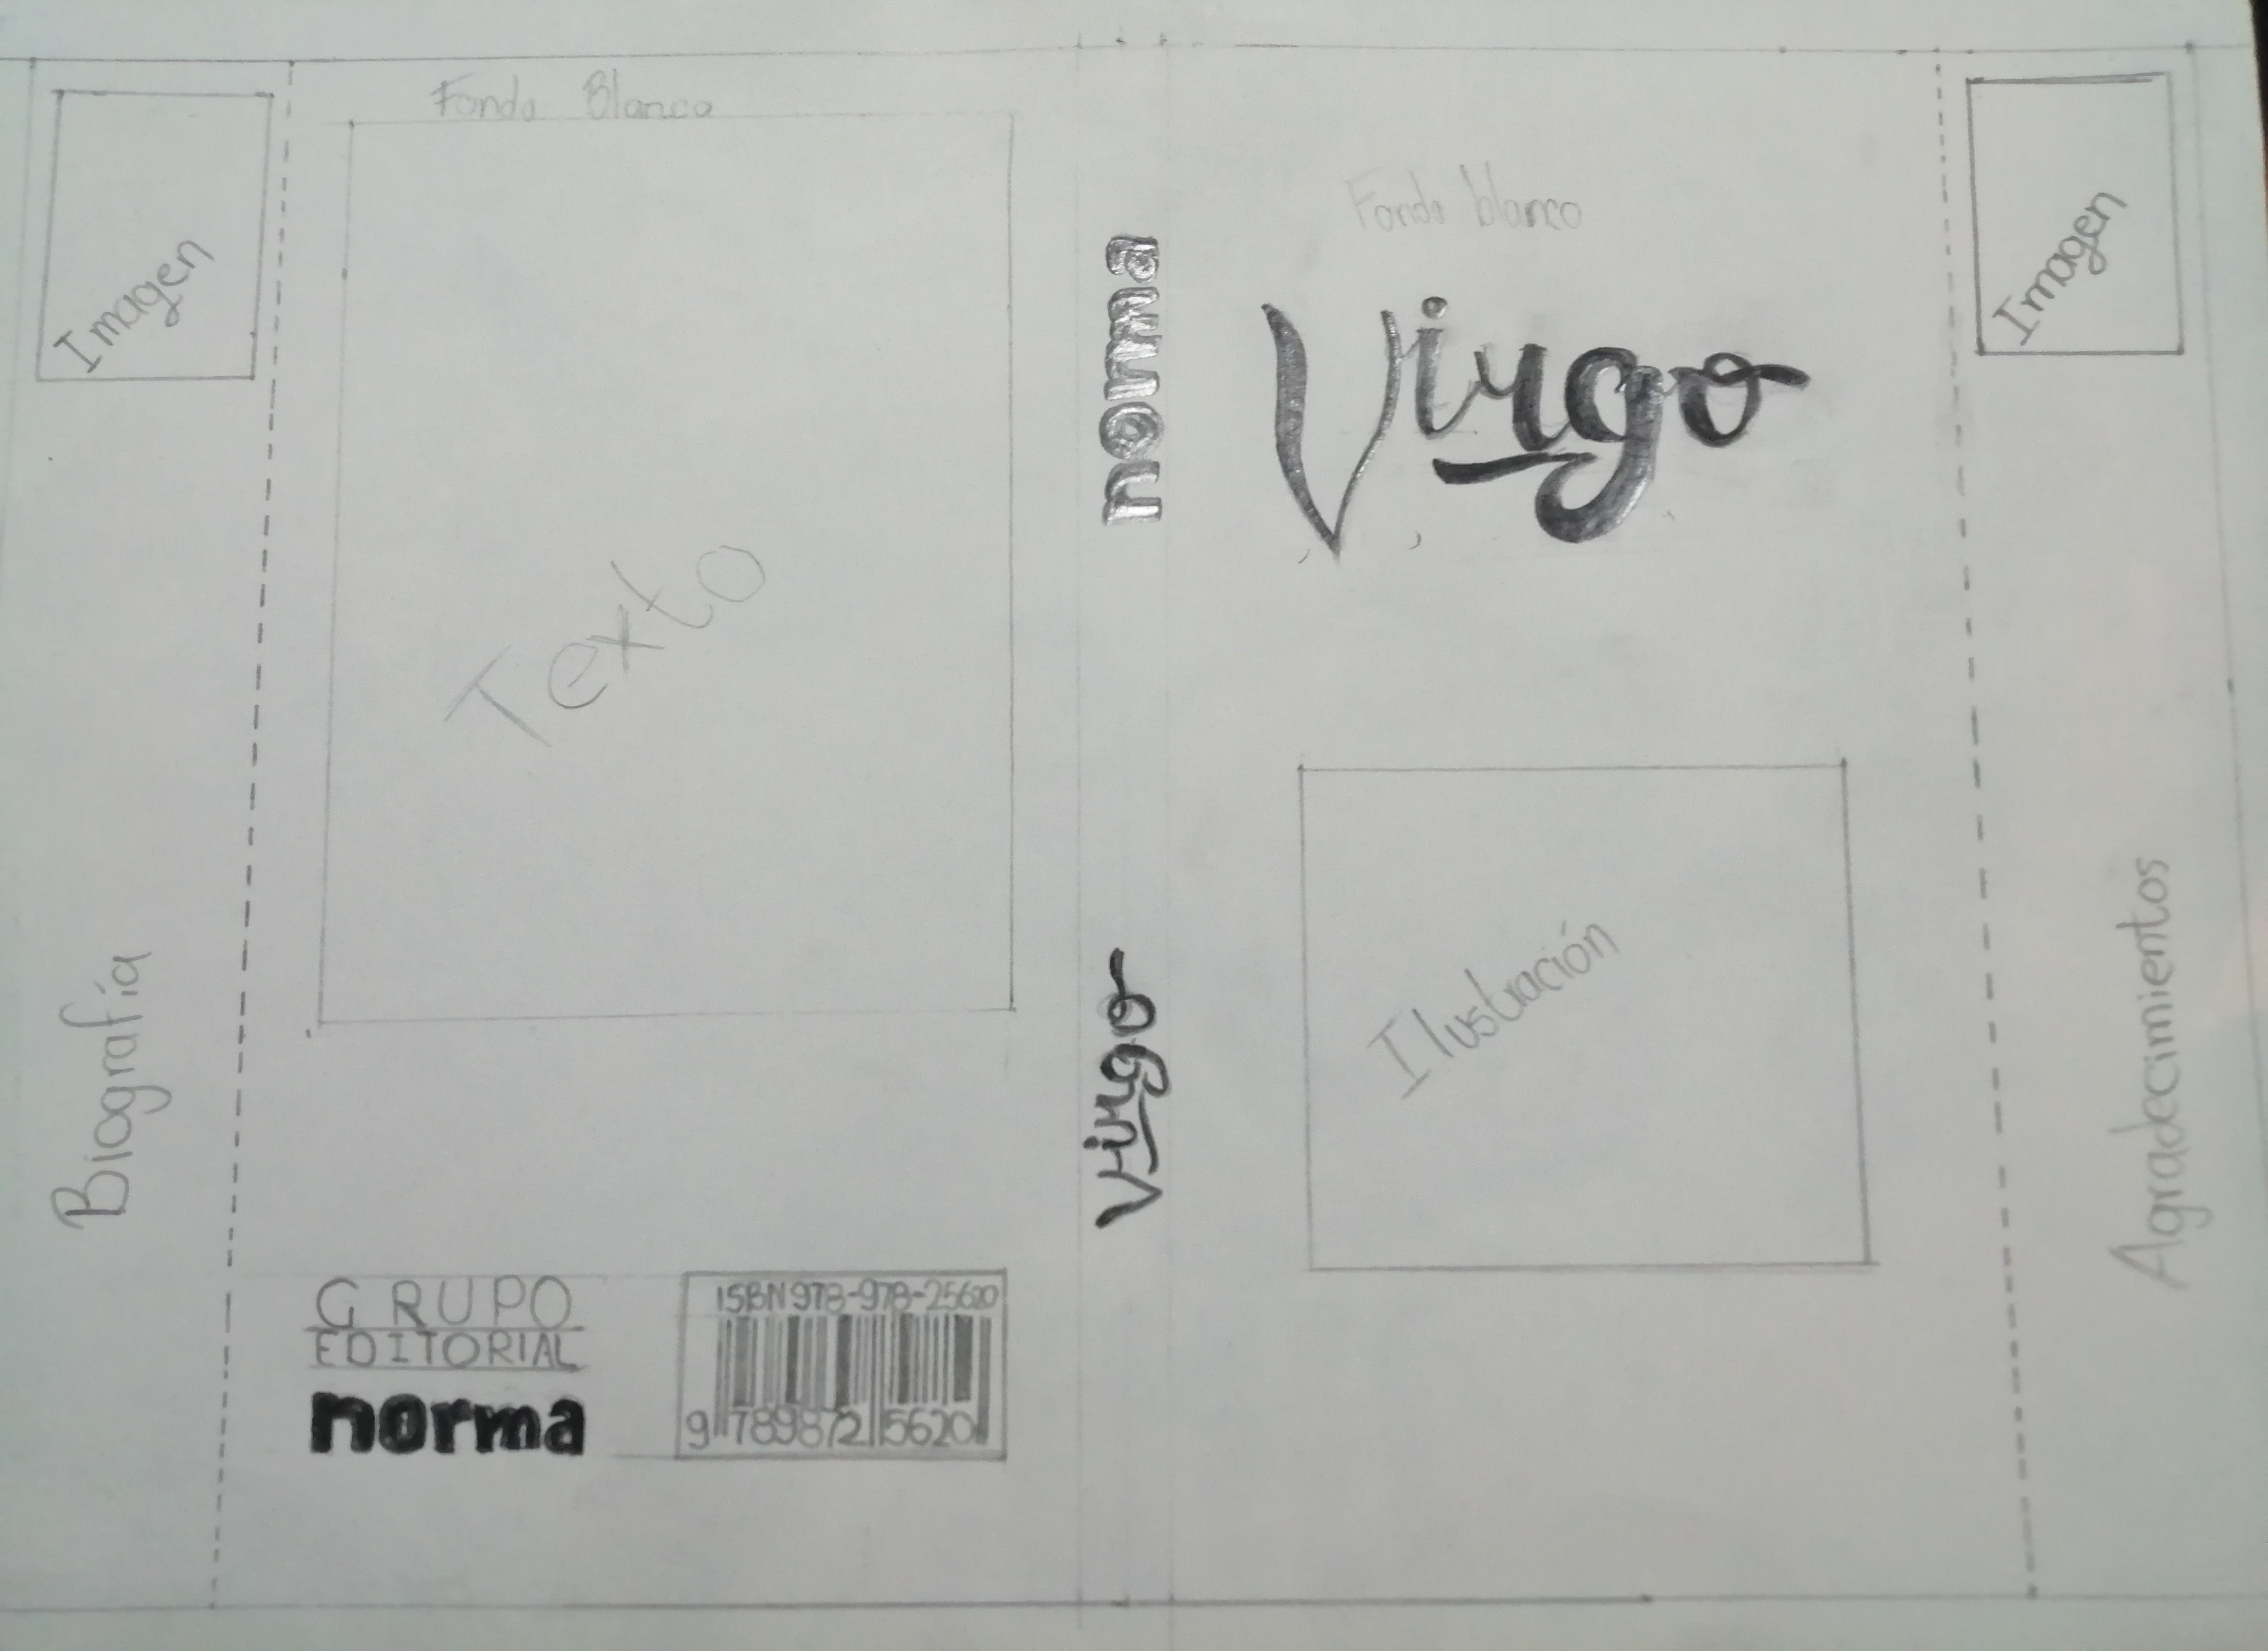 Imagen
Biografía
Fondo Blanco
Texto
GRUPO
EDITORIAL
norma
ISBN 978-978-25620
9 789872 5620
norma
Virgo
Fondo blanco
Virgo
Ilustración
Imagen
Agradecimientos